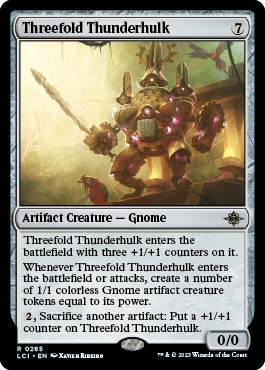 Threefold Thunderhulk 7
Artifact Creature — Gnome
Threefold Thunderhulk enters the
battlefield with three +1/+1 counters on it.
Whenever Threefold Thunderhulk enters
the battlefield or attacks, create a number
of 1/1 colorless Gnome artifact creature
tokens equal to its power.
2, Sacrifice another artifact: Put a +1/+1
counter on Threefold Thunderhulk.
0/0
R 0265
LCI • EN Xavier Ribeiro
™ & © 2023 Wizards of the Coast